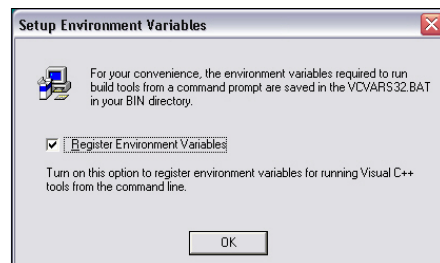 Setup Environment Variables
For your convenience, the environment variables required to run
build tools from a command prompt are saved in the VCVARS32.BAT
in your BIN directory.
Register Environment Variables
Turn on this option to register environment variables for running Visual C++
tools from the command line.
OK